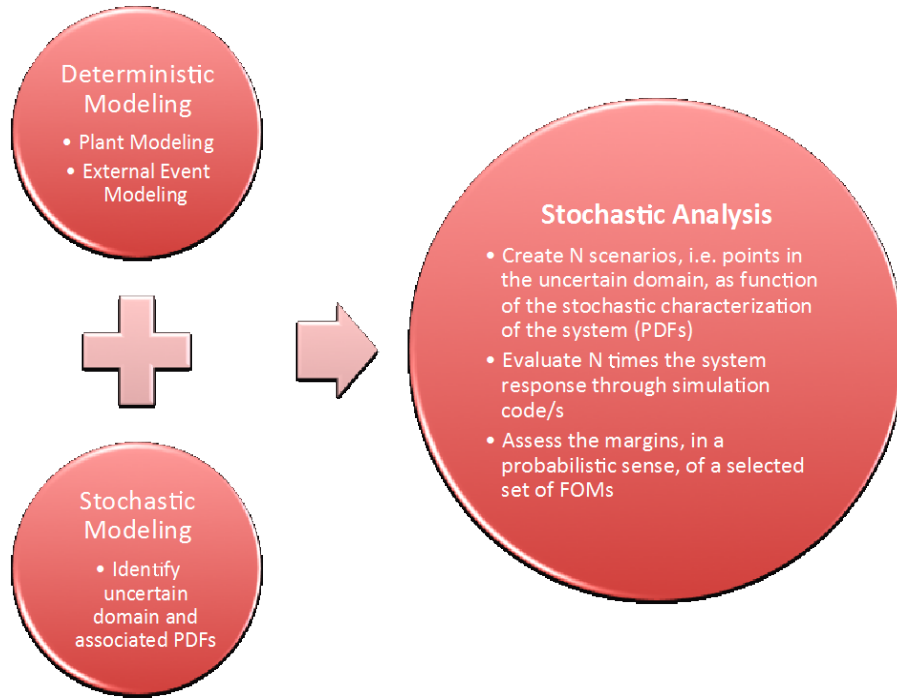 Deterministic
Modeling
• Plant Modeling
• External Event
Modeling
Stochastic
Modeling
• Identify
uncertain
domain and
associated PDFs
Stochastic Analysis
• Create N scenarios, i.e. points in
the uncertain domain, as function
of the stochastic characterization
of the system (PDFs)
• Evaluate N times the system
response through simulation
code/s
• Assess the margins, in a
probabilistic sense, of a selected
set of FOMs